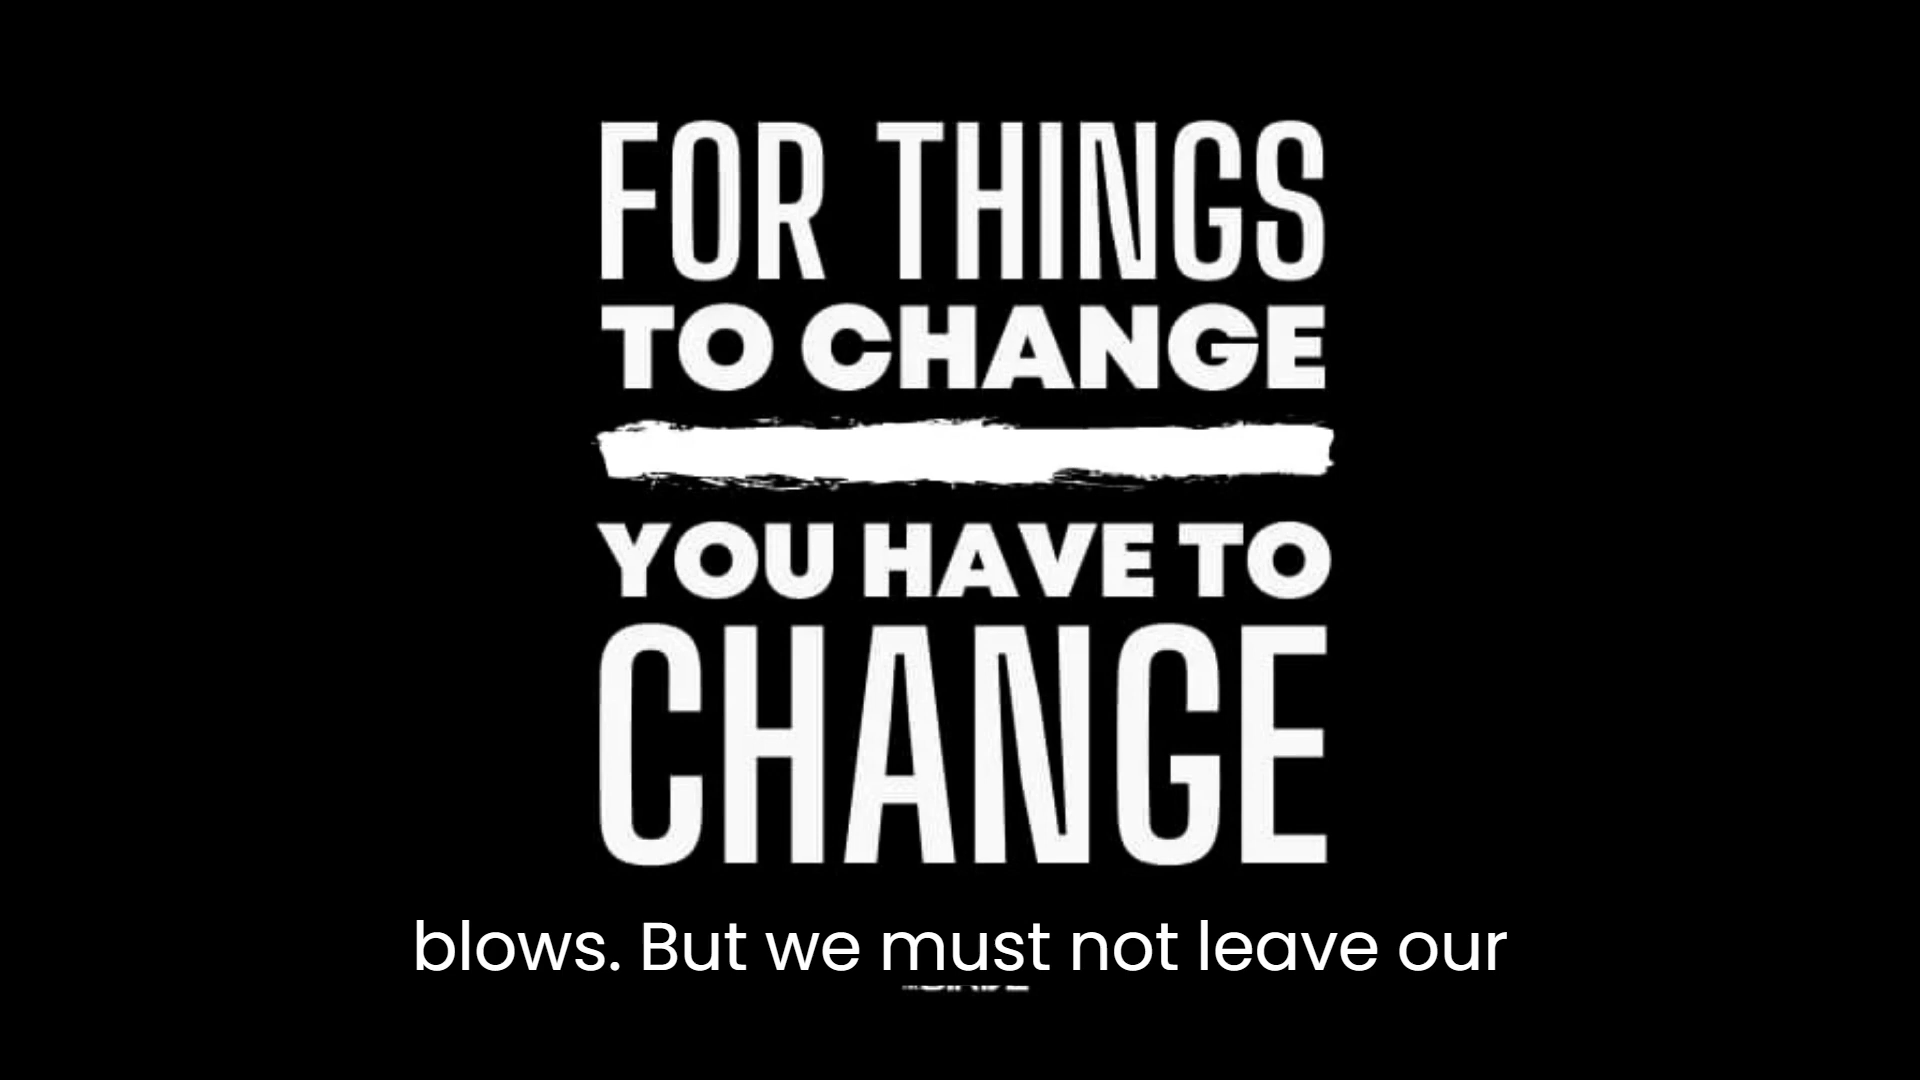 FOR THINGS
TO CHANGE
YOU HAVE TO
CHANGE
blows. But we must not leave our